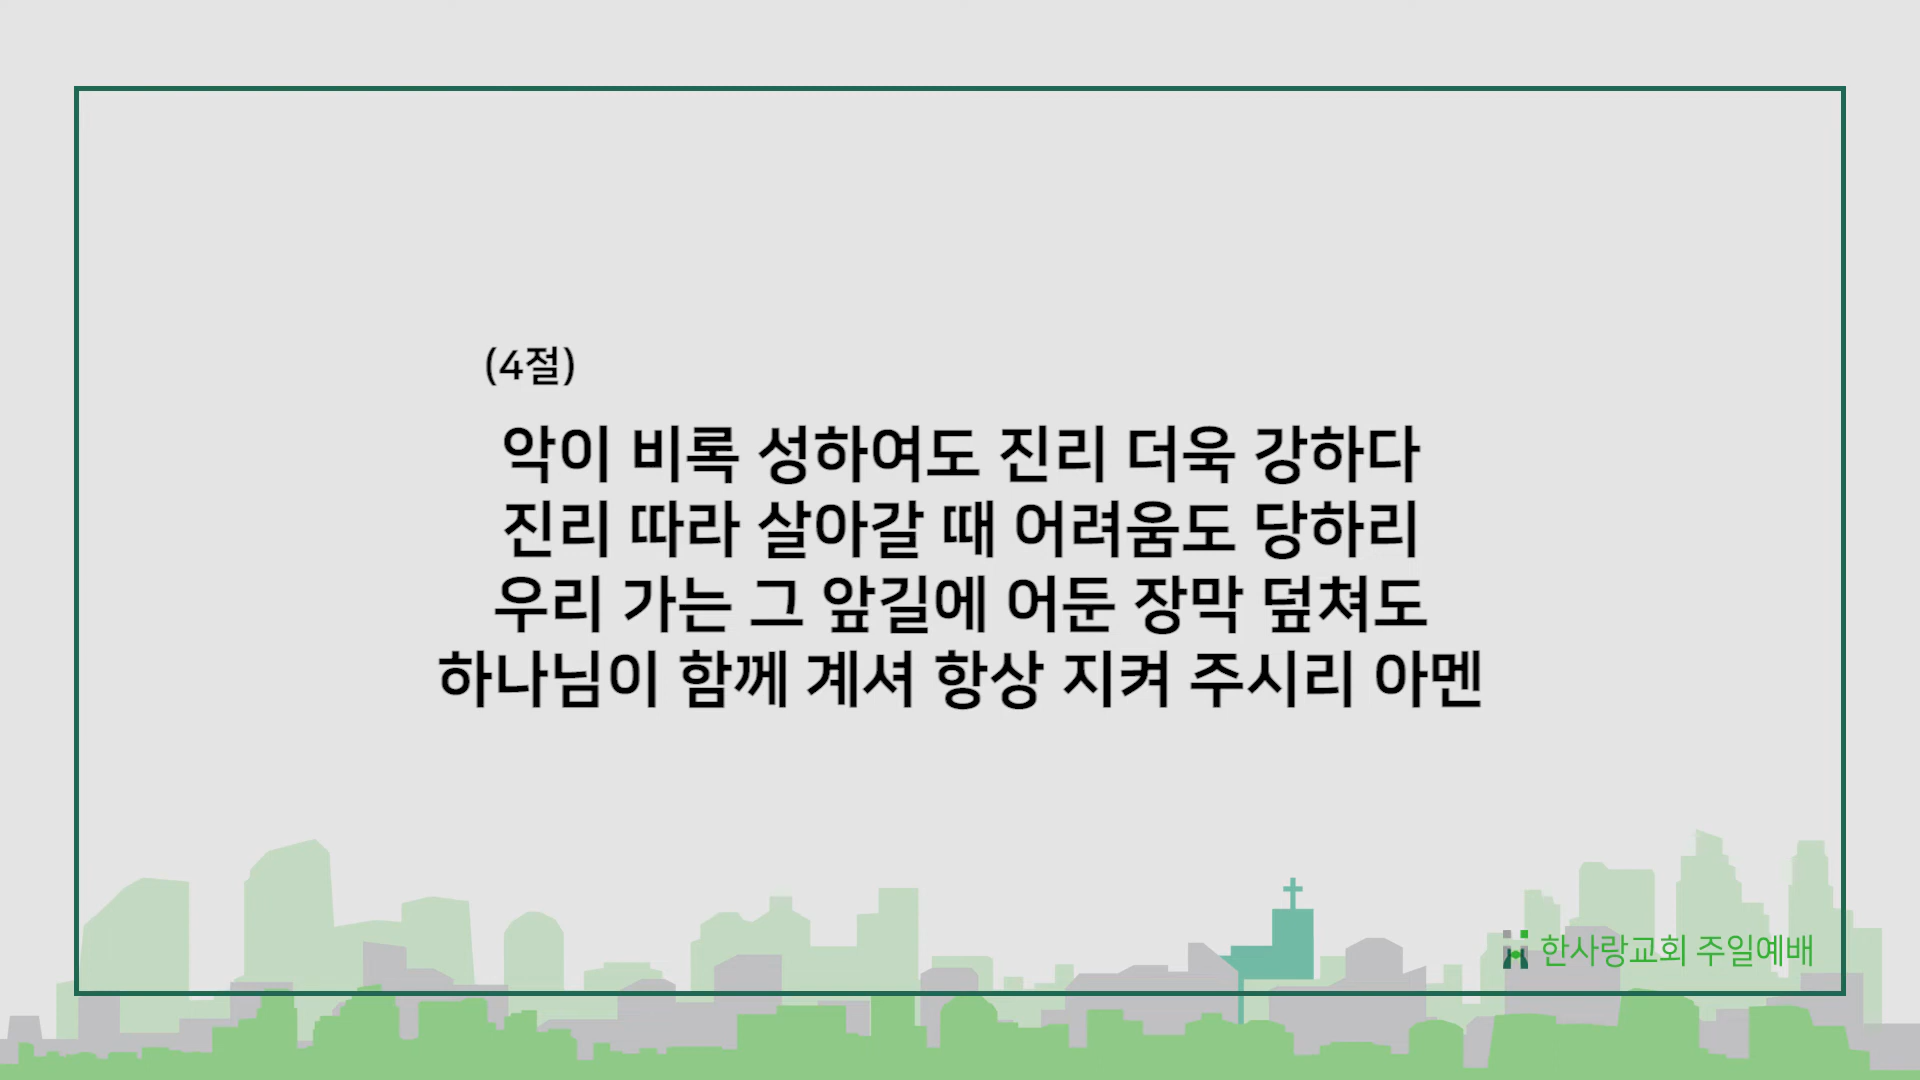 (4절)
악이 비록 성하여도 진리 더욱 강하다
진리 따라 살아갈 때 어려움도 당하리
우리 가는 그 앞길에 어둔 장막 덮쳐도
하나님이 함께 계셔 항상 지켜 주시리 아멘
한사랑교회 주일예배